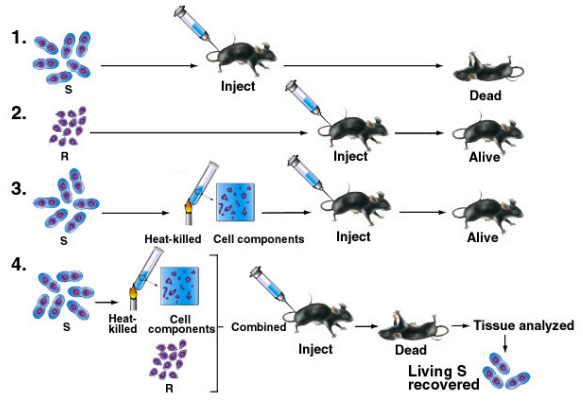 1.
S
Inject
Dead
2.
R
Inject
Alive
3.
S
Heat-killed
Cell components
Inject
Alive
4.
S
Heat-
killed
Cell
components
R
Combined
Inject
Dead
Tissue analyzed
Living S
recovered